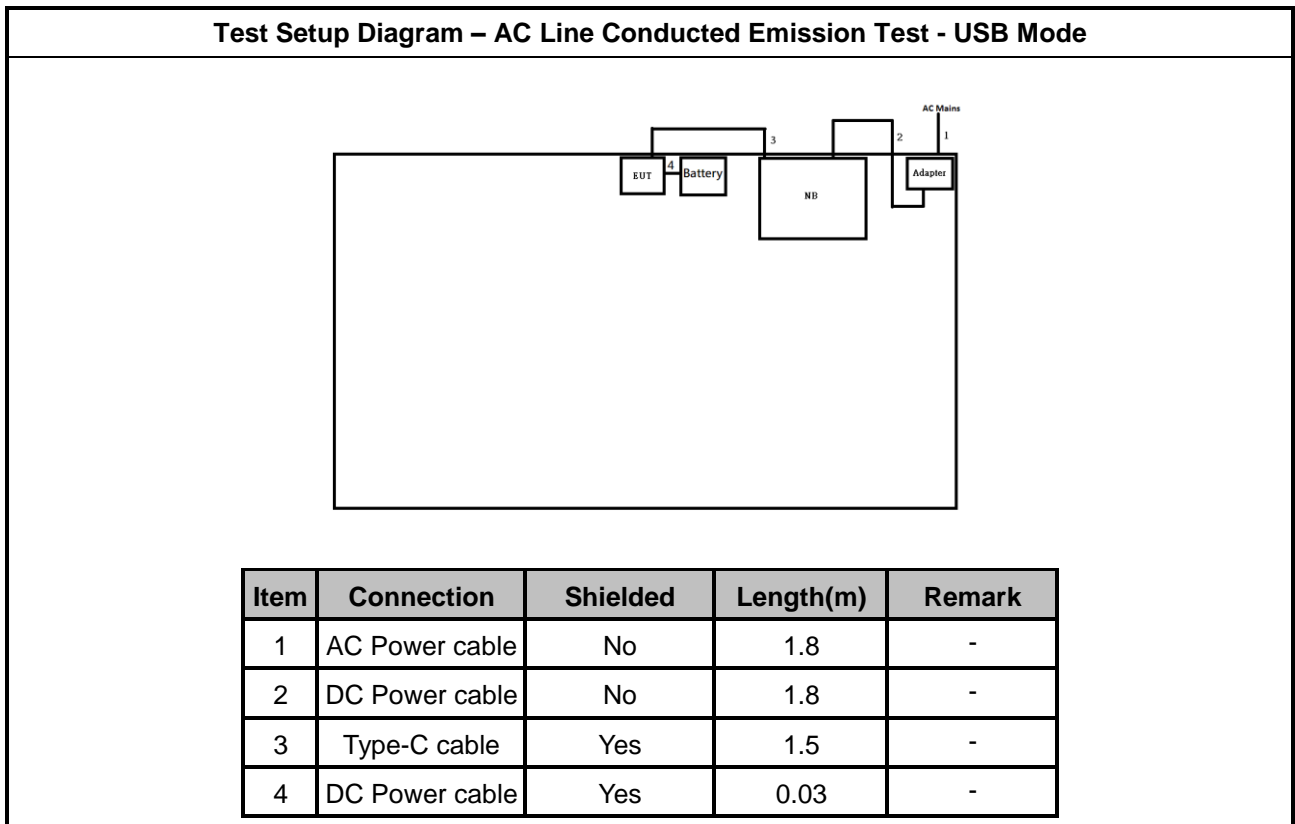 Test Setup Diagram – AC Line Conducted Emission Test - USB Mode
AC Mains
3
2
1
EUT
4
Battery
NB
Adapter
Item Connection Shielded Length(m) Remark
1 AC Power cable No 1.8 -
2 DC Power cable No 1.8 -
3 Type-C cable Yes 1.5 -
4 DC Power cable Yes 0.03 -